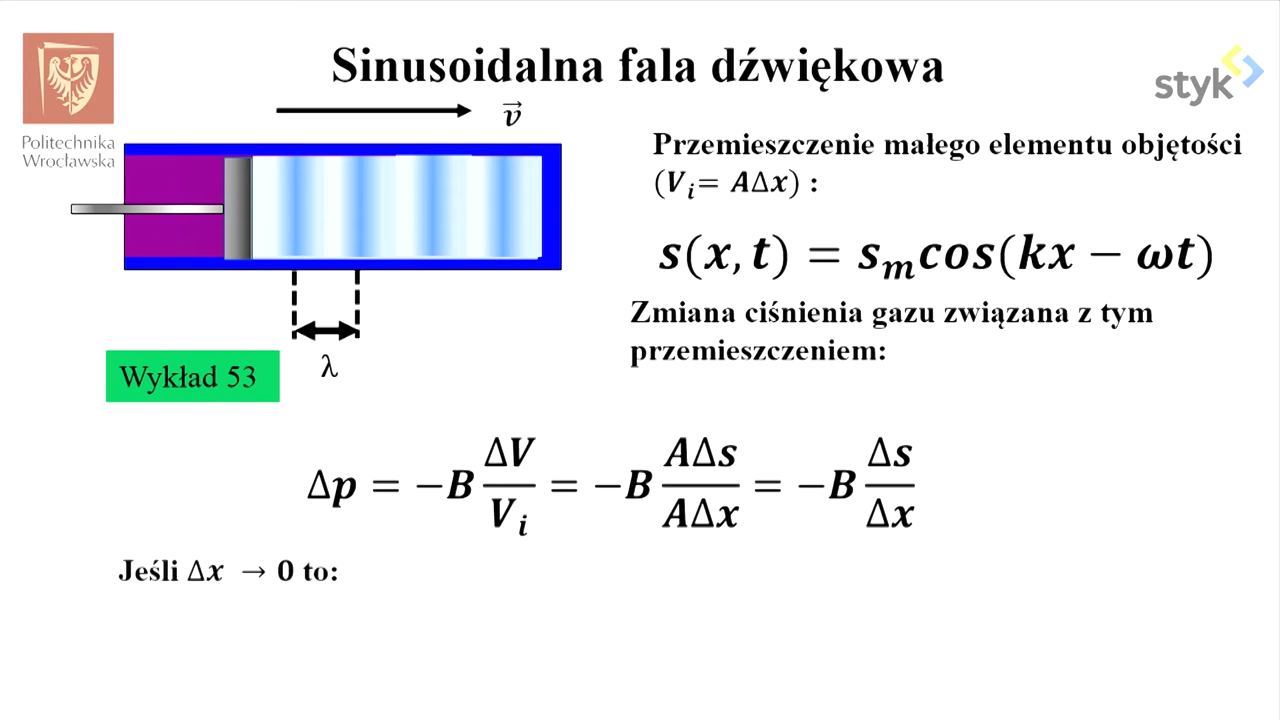 Sinusoidalna fala dźwiękowa
styk
Politechnika
Wrocławska
v⃗
Przemieszczenie małego elementu objętości
(Vᵢ= AΔx) :
s(x, t) = sₘcos(kx − ωt)
Zmiana ciśnienia gazu związana z tym
przemieszczeniem:
λ
Wykład 53
Δp = −B ΔV/Vᵢ = −B AΔs/AΔx = −B Δs/Δx
Jeśli Δx → 0 to: